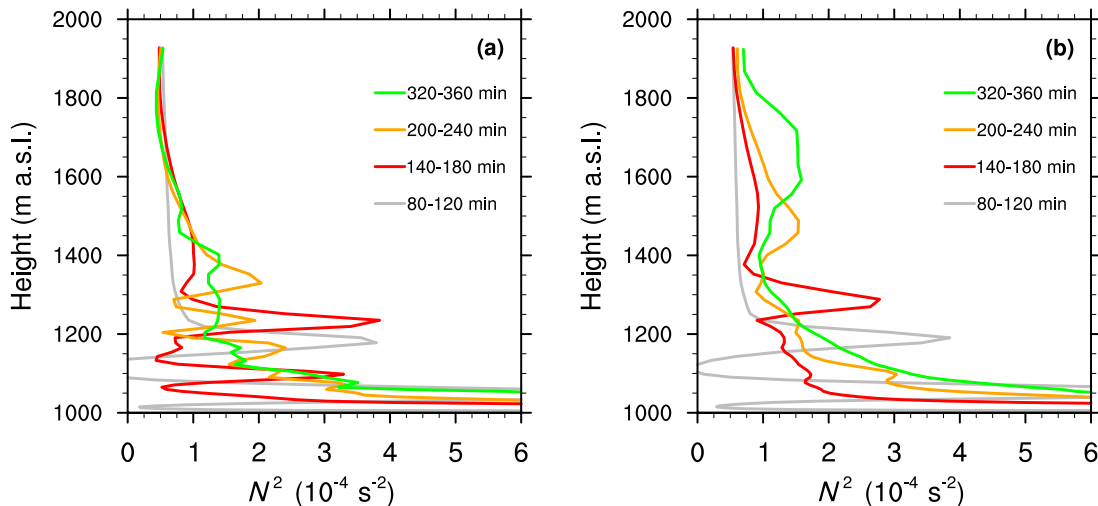 2000
1800
1600
1400
1200
1000
Height (m a.s.l.)
(a)
320-360 min
200-240 min
140-180 min
80-120 min
0 1 2 3 4 5 6
N² (10⁻⁴ s⁻²)
2000
1800
1600
1400
1200
1000
Height (m a.s.l.)
(b)
320-360 min
200-240 min
140-180 min
80-120 min
0 1 2 3 4 5 6
N² (10⁻⁴ s⁻²)